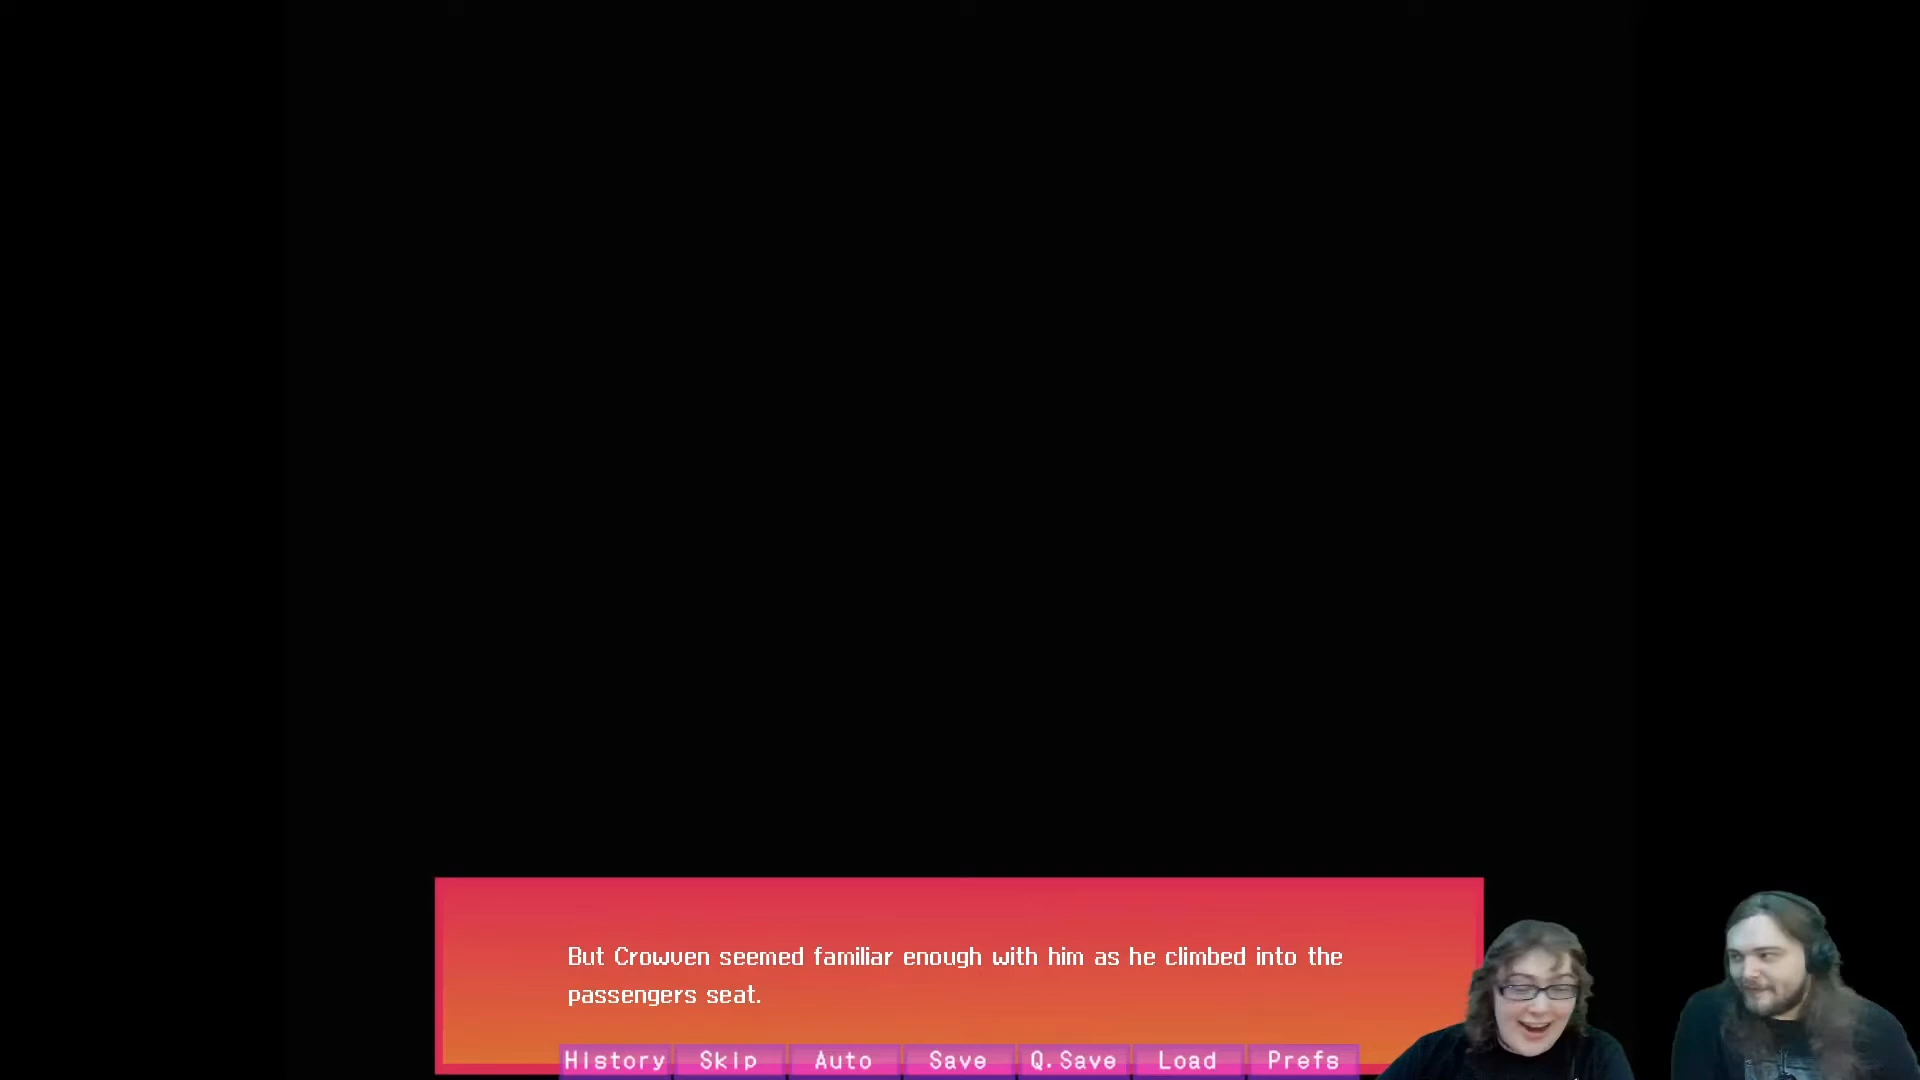 But Crowven seemed familiar enough with him as he climbed into the
passengers seat.
History Skip Auto Save Q.Save Load Prefs